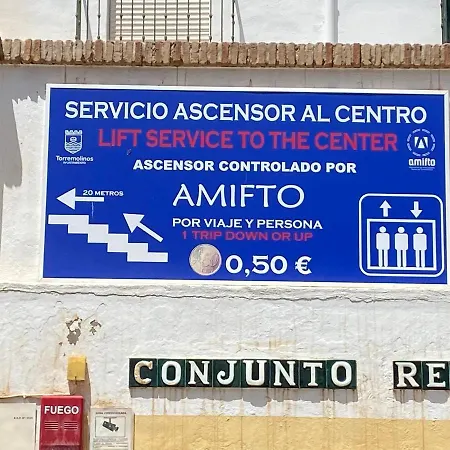 SERVICIO ASCENSOR AL CENTRO
LIFT SERVICE TO THE CENTER
Torremolinos
ASCENSOR CONTROLADO POR
amifto
20 METROS
AMIFTO
POR VIAJE Y PERSONA
1 TRIP DOWN OR UP
0,50 €
CONJUNTO RE
FUEGO